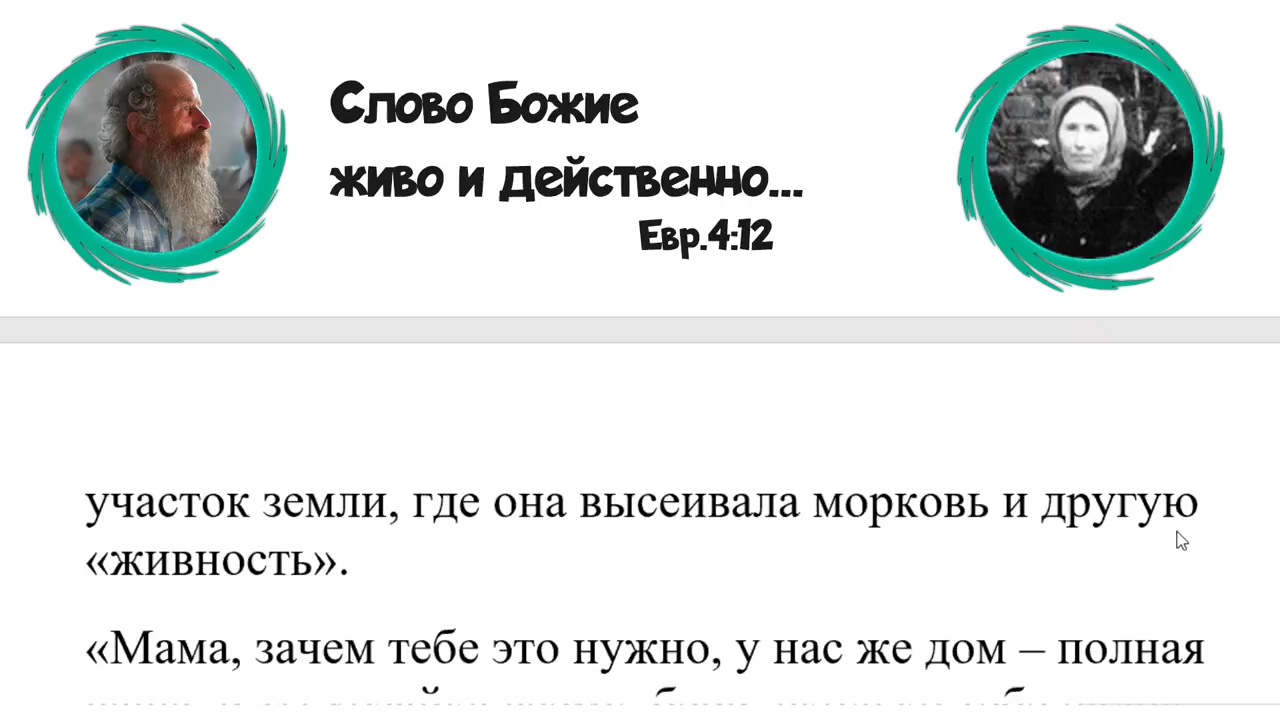 Слово Божие
живо и действенно...
Евр.4:12
участок земли, где она высеивала морковь и другую
«живность».
«Мама, зачем тебе это нужно, у нас же дом – полная